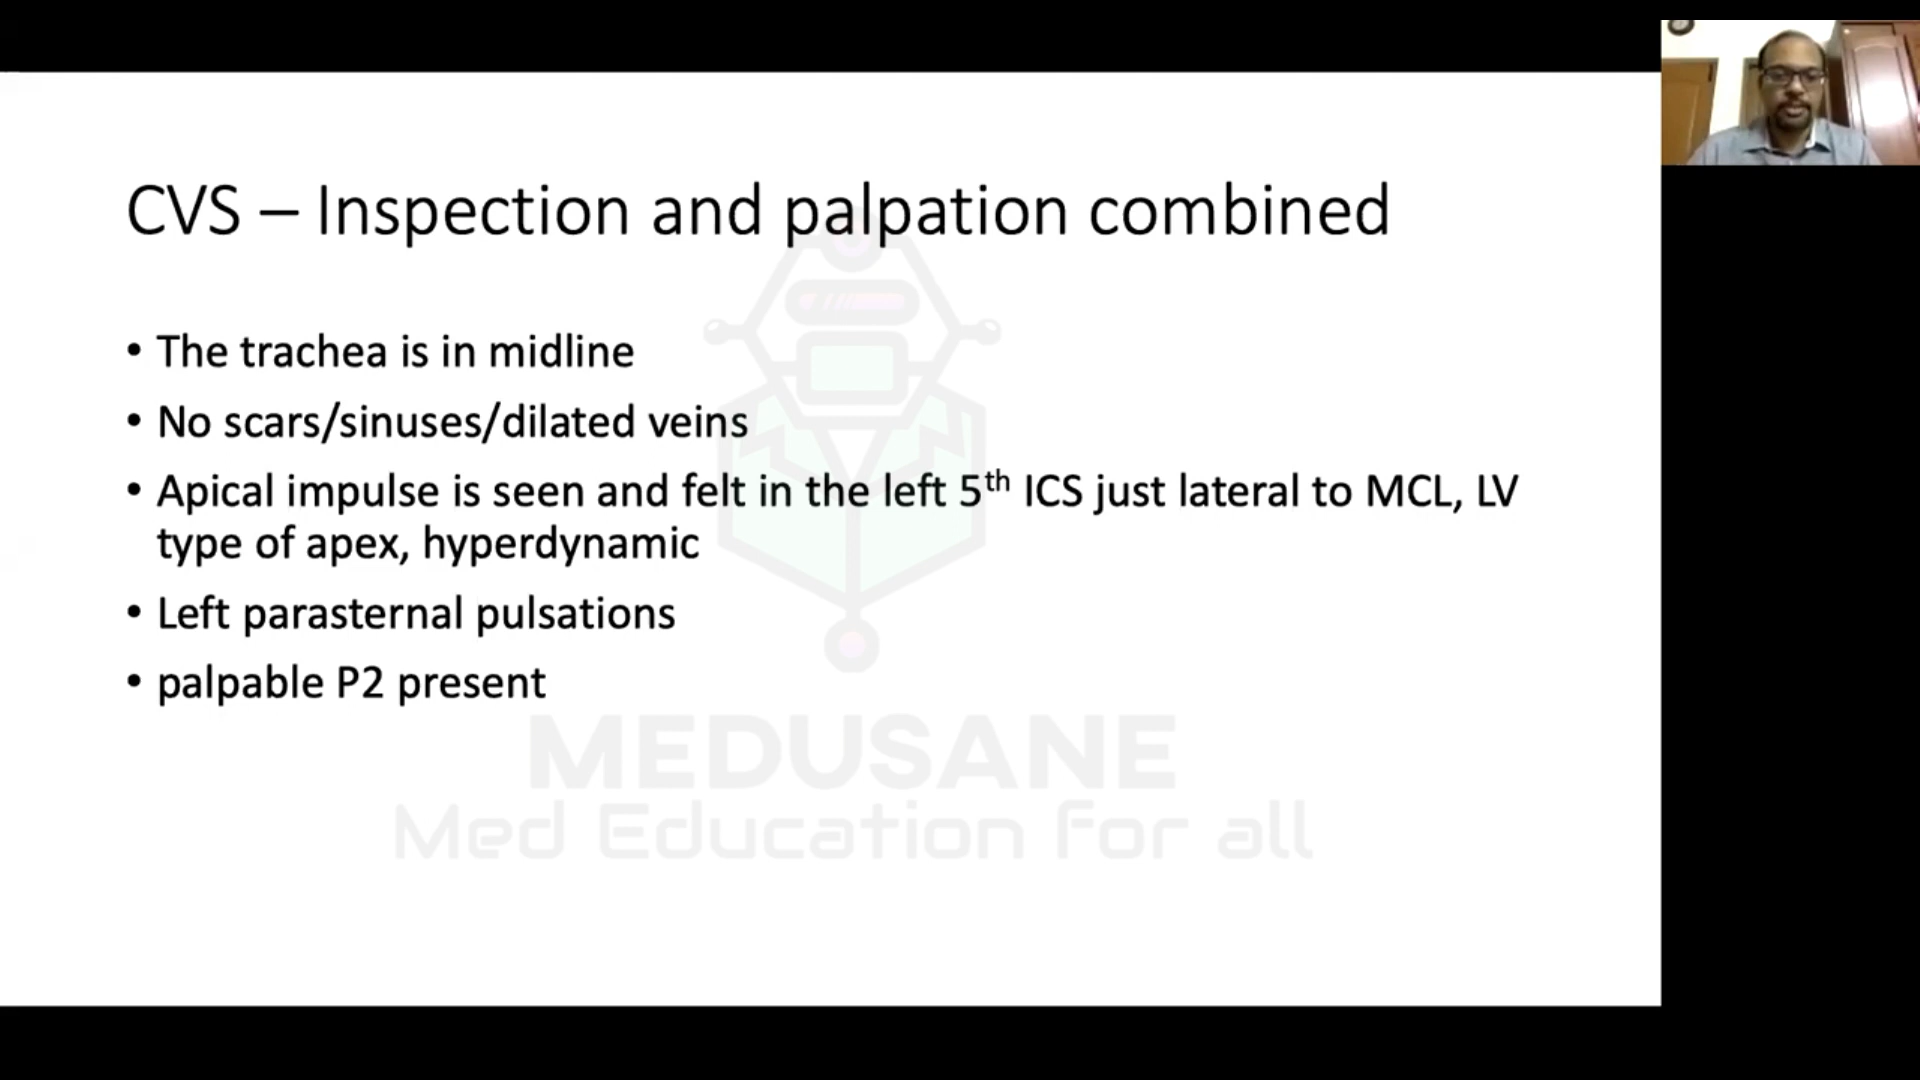 CVS – Inspection and palpation combined
• The trachea is in midline
• No scars/sinuses/dilated veins
• Apical impulse is seen and felt in the left 5th ICS just lateral to MCL, LV
type of apex, hyperdynamic
• Left parasternal pulsations
• palpable P2 present
MEDUSANE
Med Education for all